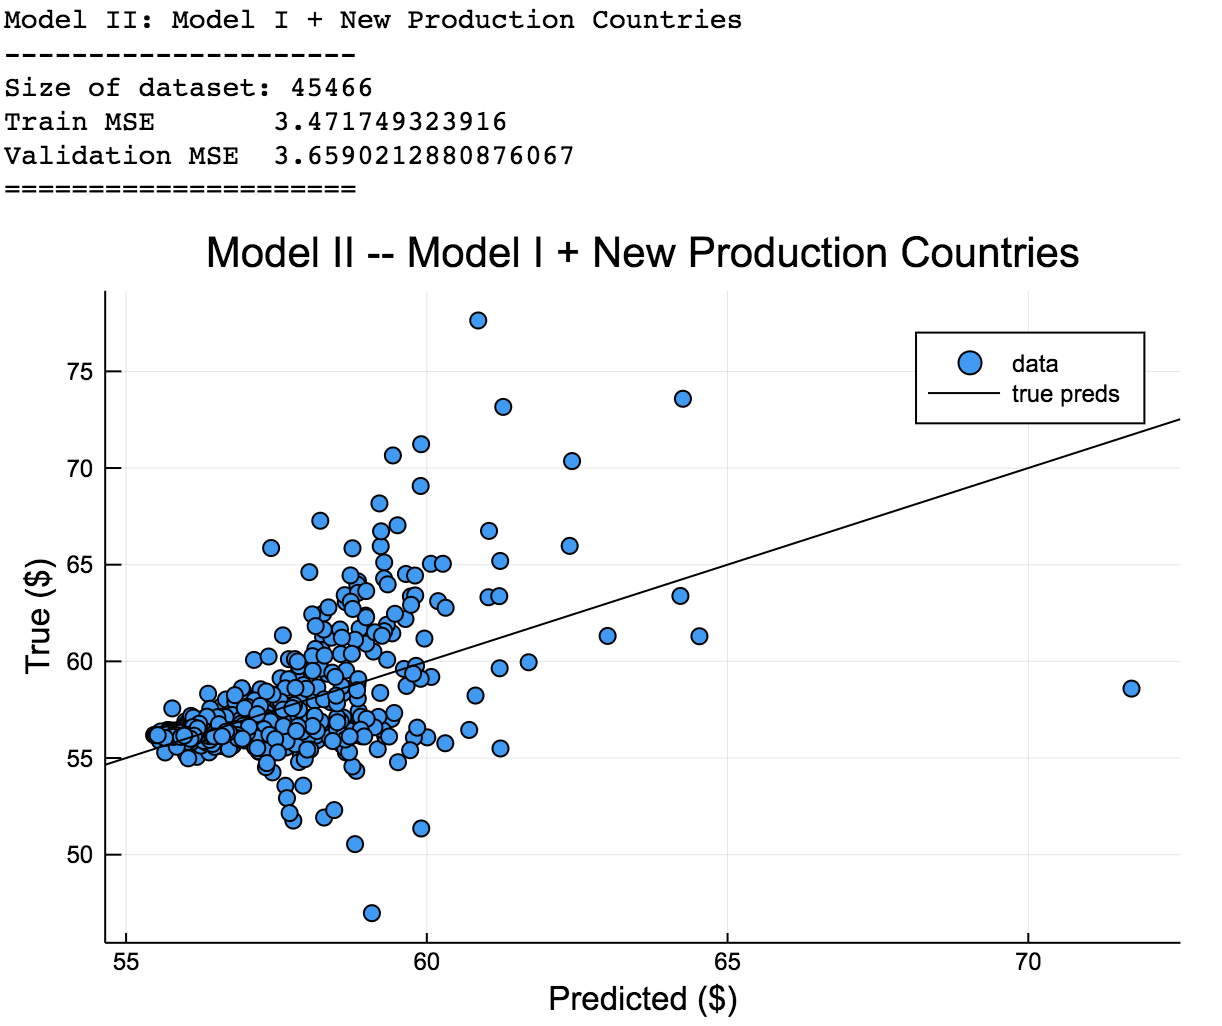 Model II: Model I + New Production Countries
---------------------
Size of dataset: 45466
Train MSE       3.471749323916
Validation MSE  3.6590212880876067
=====================
Model II -- Model I + New Production Countries
data
true preds
75
70
65
60
55
50
True ($)
55
60
65
70
Predicted ($)